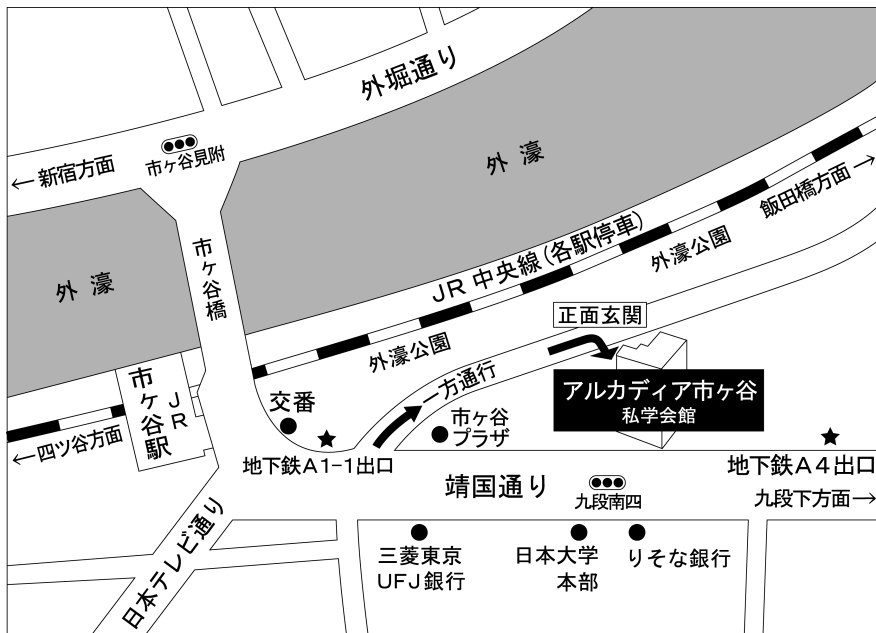 外堀通り
市ヶ谷見附
←新宿方面
外濠
飯田橋方面→
市ヶ谷橋
JR中央線(各駅停車)
外濠公園
外濠
外濠公園
正面玄関
一方通行
アルカディア市ヶ谷
私学会館
JR
市ヶ谷駅
交番
市ヶ谷
プラザ
←四ツ谷方面
地下鉄A1-1出口
地下鉄A4出口
靖国通り
九段南四
九段下方面→
日本テレビ通り
三菱東京
UFJ銀行
日本大学
本部
りそな銀行